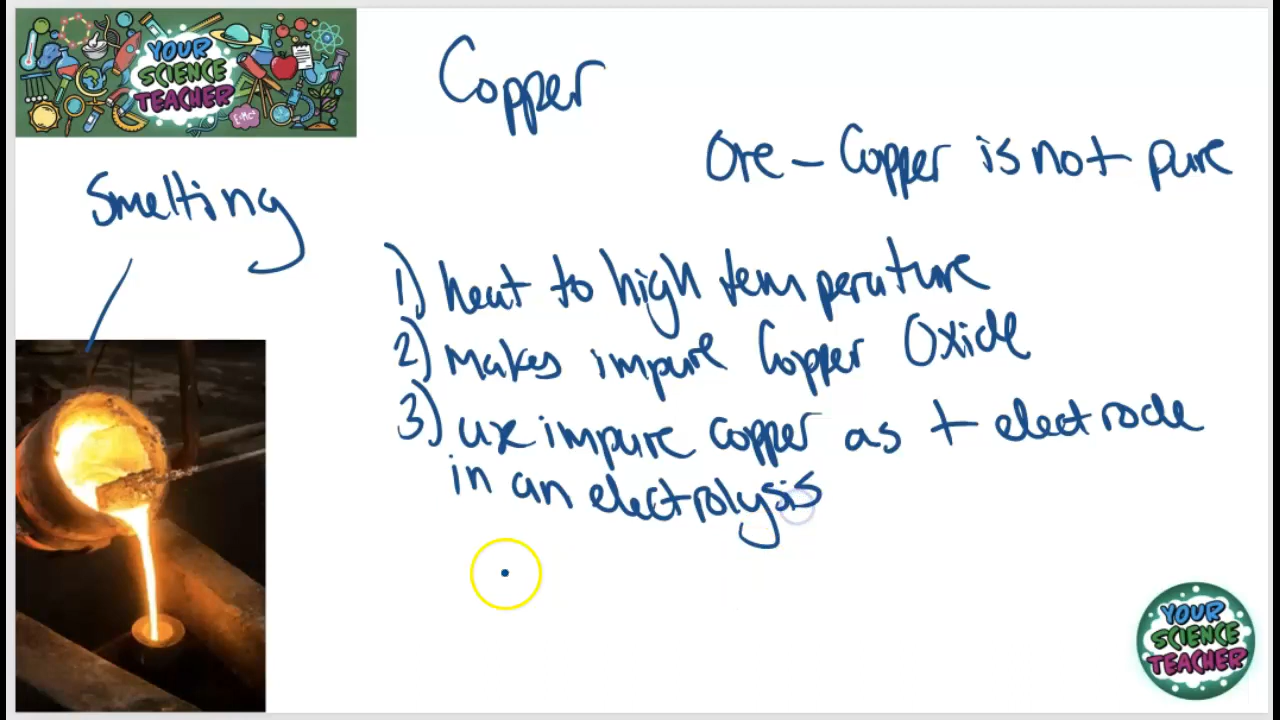 YOUR
SCIENCE
TEACHER
Copper
Ore - Copper is not pure
Smelting
1) heat to high temperature
2) makes impure Copper Oxide
3) use impure copper as + electrode
in an electrolysis
YOUR
SCIENCE
TEACHER